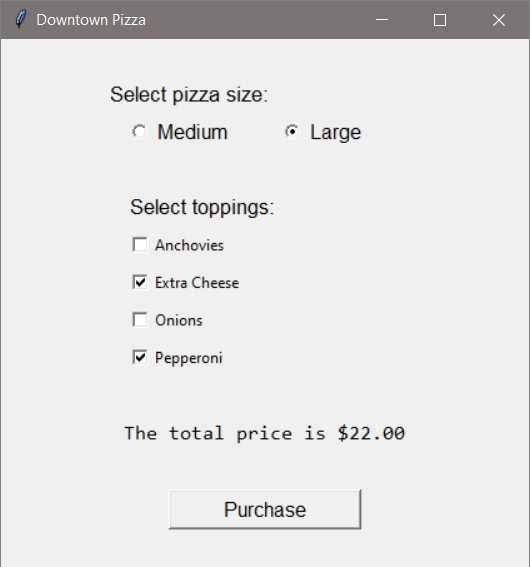 Downtown Pizza
Select pizza size:
Medium Large
Select toppings:
Anchovies
Extra Cheese
Onions
Pepperoni
The total price is $22.00
Purchase